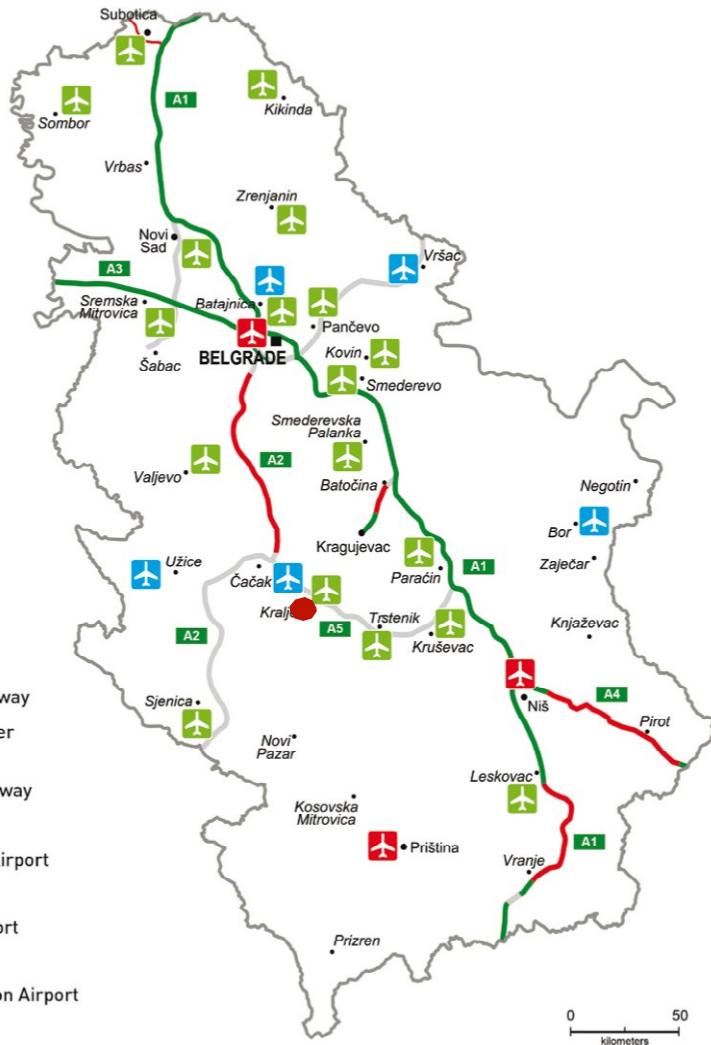 Subotica
A1
Kikinda
Sombor
Vrbas
Zrenjanin
Novi
Sad
Vršac
A3
Sremska
Mitrovica
Batajnica
Pančevo
BELGRADE
Kovin
Šabac
Smederevo
Smederevska
Palanka
A2
Valjevo
Batočina
Negotin
Bor
Kragujevac
Zaječar
Užice
Čačak
Paraćin
A1
A5
Trstenik
Knjaževac
A2
Kruševac
Sjenica
Niš
A4
Pirot
Novi
Pazar
Leskovac
Kosovska
Mitrovica
A1
Priština
Vranje
Prizren
way
er
way
Airport
ort
on Airport
0 50
kilometers